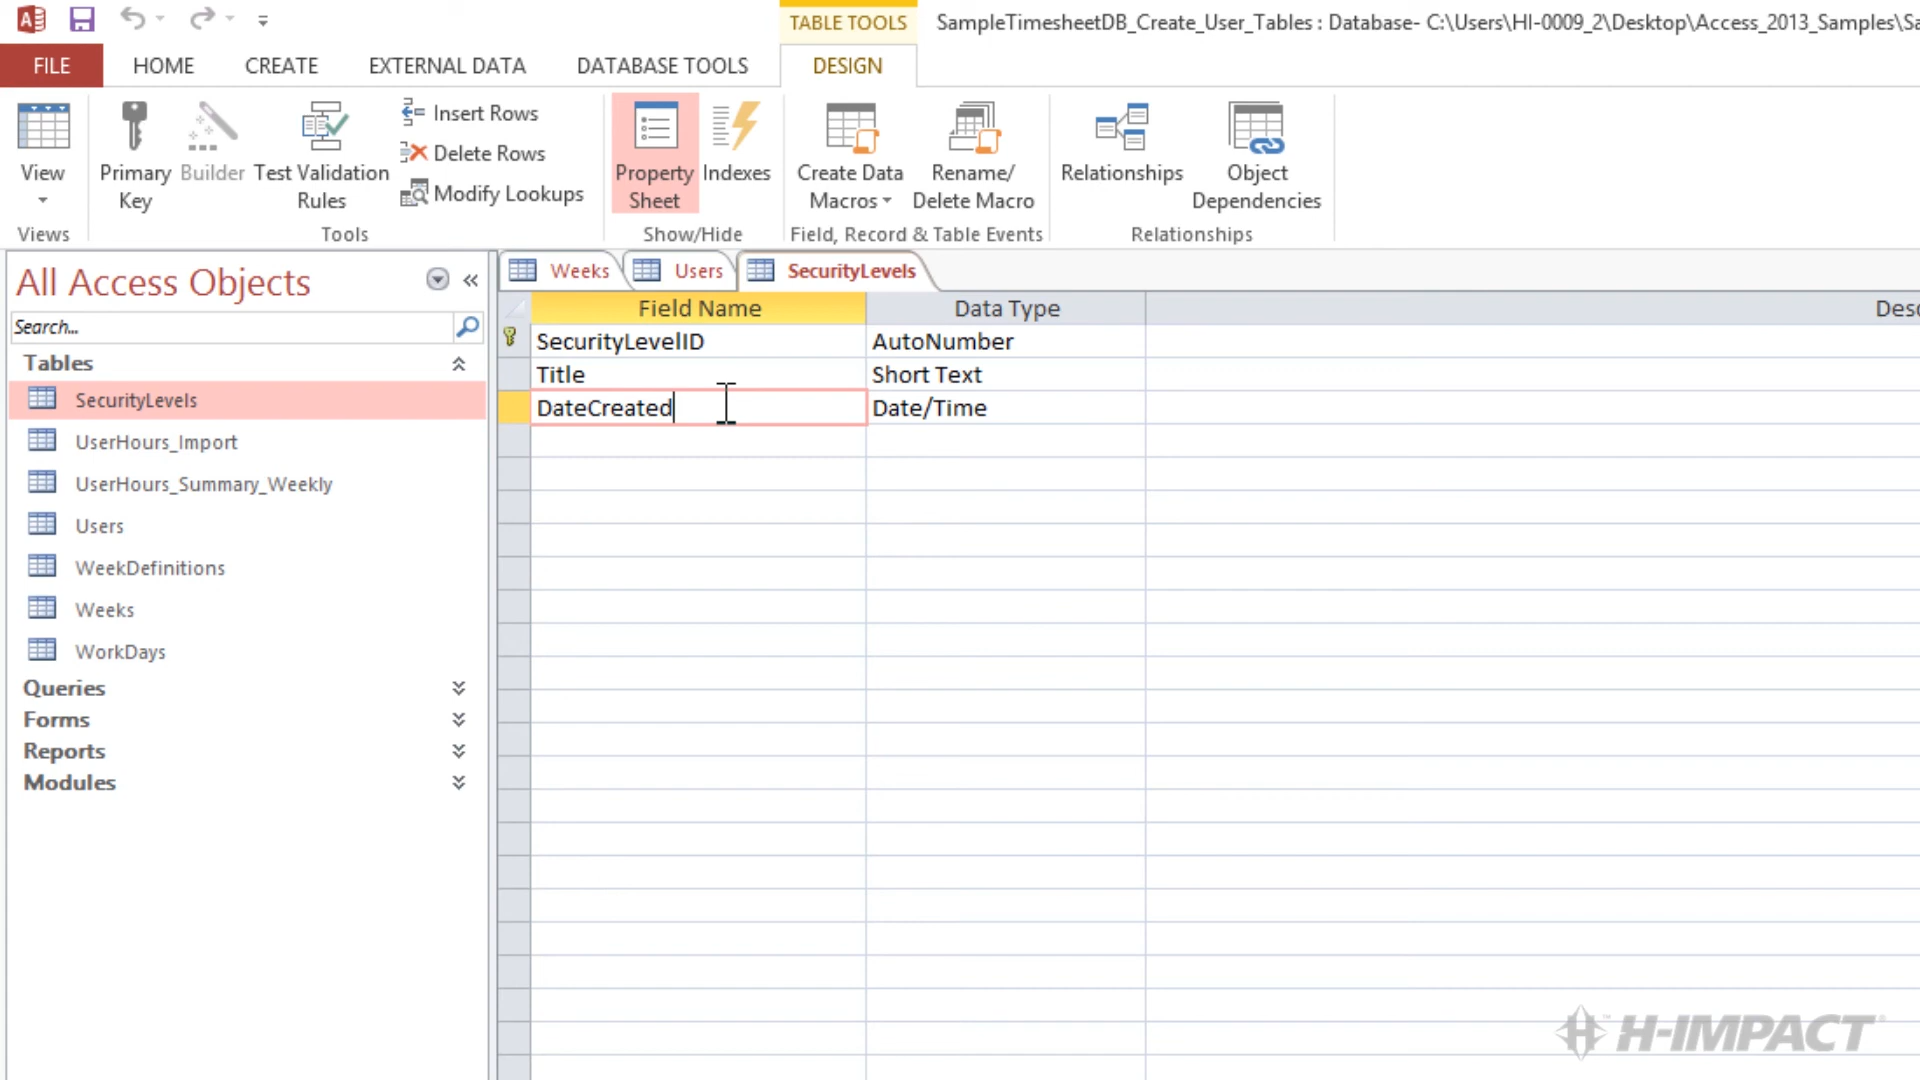 TABLE TOOLS
SampleTimesheetDB_Create_User_Tables : Database- C:\Users\HI-0009_2\Desktop\Access_2013_Samples\Sa
FILE HOME CREATE EXTERNAL DATA DATABASE TOOLS DESIGN
View
Primary Key
Builder
Test Validation Rules
Insert Rows
Delete Rows
Modify Lookups
Property Sheet
Indexes
Create Data Macros
Rename/ Delete Macro
Relationships
Object Dependencies
Views
Tools
Show/Hide
Field, Record & Table Events
Relationships
All Access Objects
Search...
Tables
SecurityLevels
UserHours_Import
UserHours_Summary_Weekly
Users
WeekDefinitions
Weeks
WorkDays
Queries
Forms
Reports
Modules
Weeks
Users
SecurityLevels
Field Name Data Type Desc
SecurityLevelID AutoNumber
Title Short Text
DateCreated Date/Time
H-IMPACT